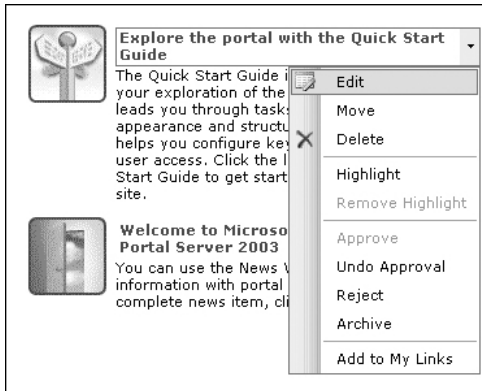 Explore the portal with the Quick Start
Guide
The Quick Start Guide i
your exploration of the
leads you through task
appearance and structu
helps you configure key
user access. Click the l
Start Guide to get start
site.
Edit
Move
Delete
Highlight
Remove Highlight
Approve
Undo Approval
Reject
Archive
Add to My Links
Welcome to Microso
Portal Server 2003
You can use the News
information with portal
complete news item, cli